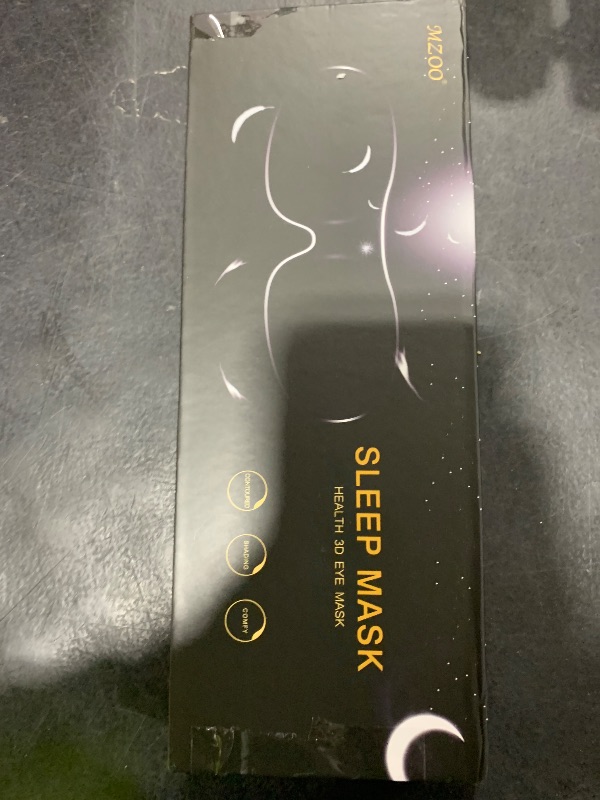 MZOO®
SLEEP MASK
HEALTH 3D EYE MASK
CONTOURED
SHADING
COMFY